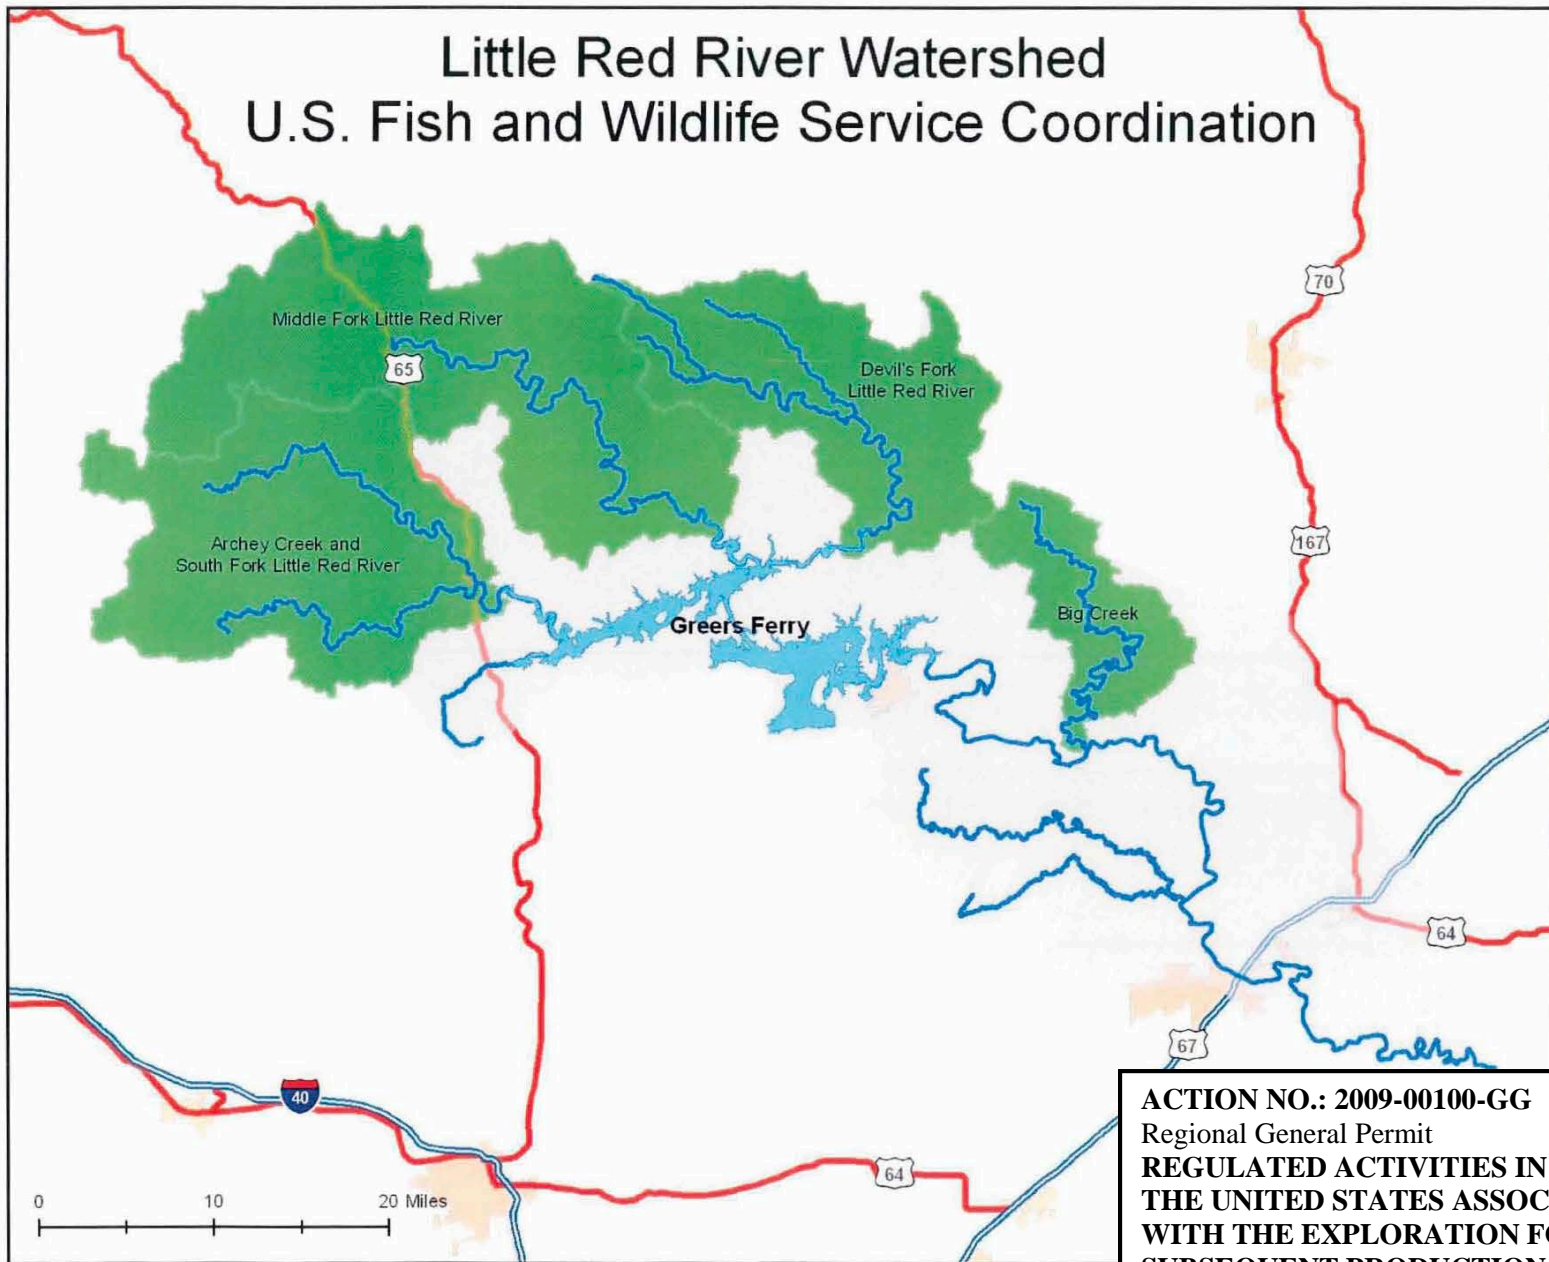 Little Red River Watershed
U.S. Fish and Wildlife Service Coordination
70
Middle Fork Little Red River
65
Devil's Fork
Little Red River
167
Archey Creek and
South Fork Little Red River
Big Creek
Greers Ferry
64
67
40
64
0 10 20 Miles
ACTION NO.: 2009-00100-GG
Regional General Permit
REGULATED ACTIVITIES IN
THE UNITED STATES ASSOC
WITH THE EXPLORATION
SUBSEQUENT PRODUCTION